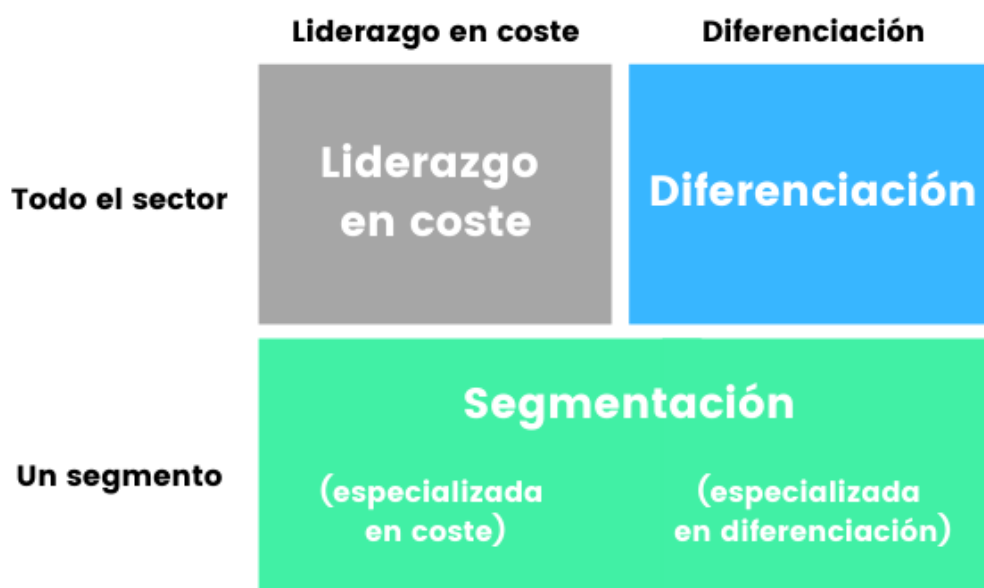 Liderazgo en coste
Diferenciación
Todo el sector
Liderazgo
en coste
Diferenciación
Un segmento
Segmentación
(especializada
en coste)
(especializada
en diferenciación)